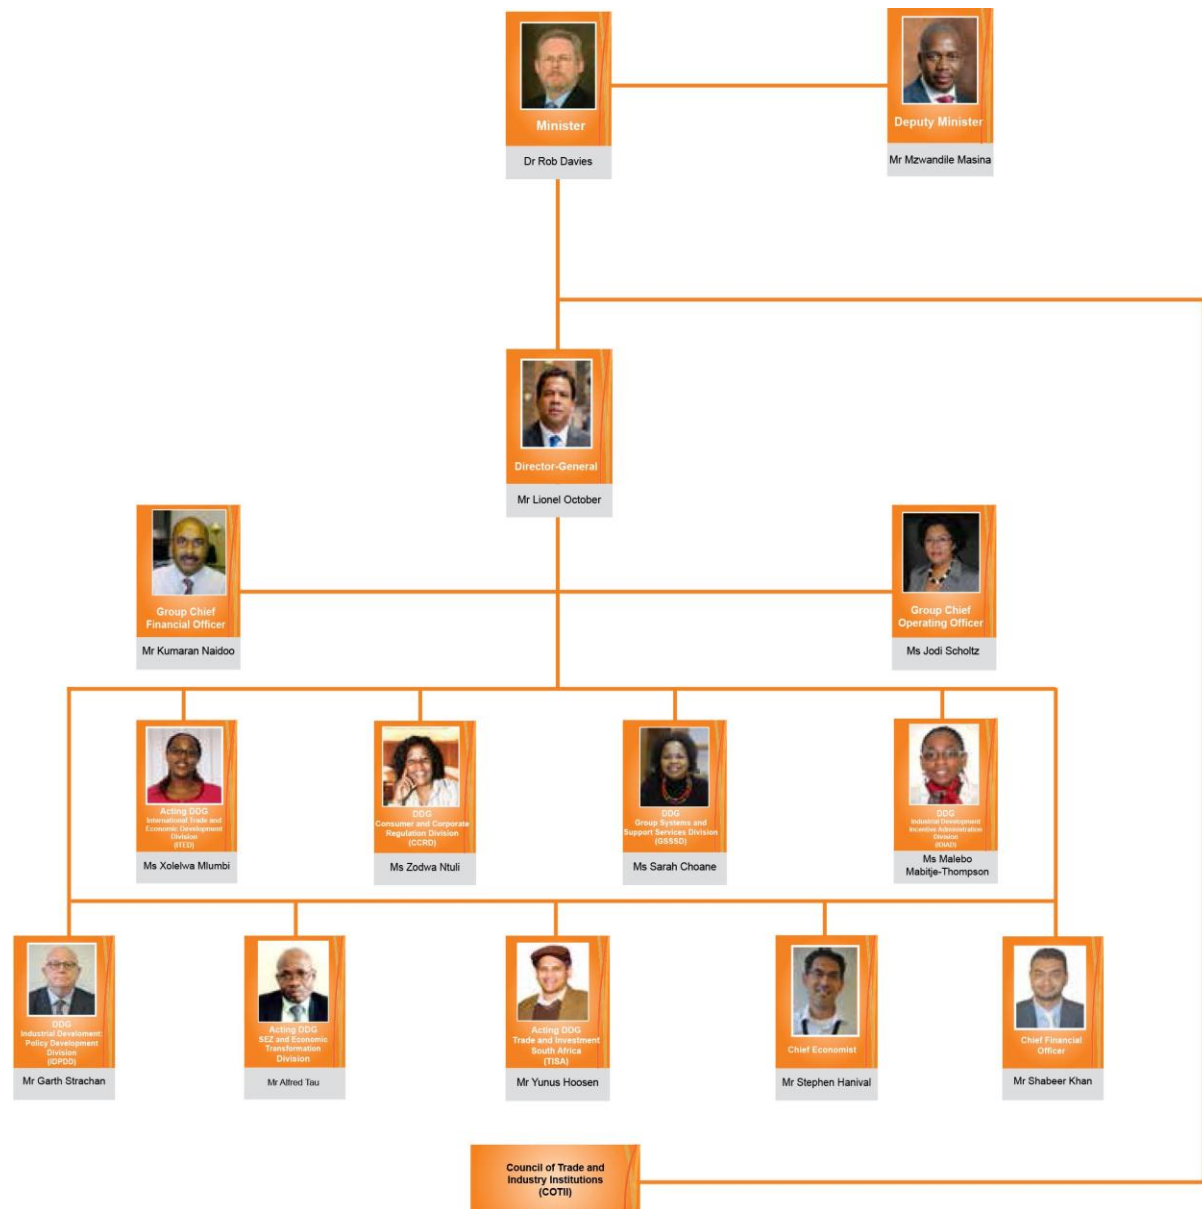 Minister
Dr Rob Davies
Deputy Minister
Mr Mzwandile Masina
Director-General
Mr Lionel October
Group Chief
Financial Officer
Mr Kumaran Naidoo
Group Chief
Operating Officer
Ms Jodi Scholtz
Acting DDG
International Trade and
Economic Development
Division
(ITED)
Ms Xolelwa Mlumbi
DDG
Consumer and Corporate
Regulation Division
(CCRD)
Ms Zodwa Ntuli
DDG
Group Systems and
Support Services Division
(GSSSD)
Ms Sarah Choane
DDG
Industrial Development
Incentive Administration
Division
(IDIAD)
Ms Malebo
Mabitje-Thompson
DDG
Industrial Develoment:
Policy Development
Division
(IDPDD)
Mr Garth Strachan
Acting DDG
SEZ and Economic
Transformation
Division
Mr Alfred Tau
Acting DDG
Trade and Investment
South Africa
(TISA)
Mr Yunus Hoosen
Chief Economist
Mr Stephen Hanival
Chief Financial
Officer
Mr Shabeer Khan
Council of Trade and
Industry Institutions
(COTII)